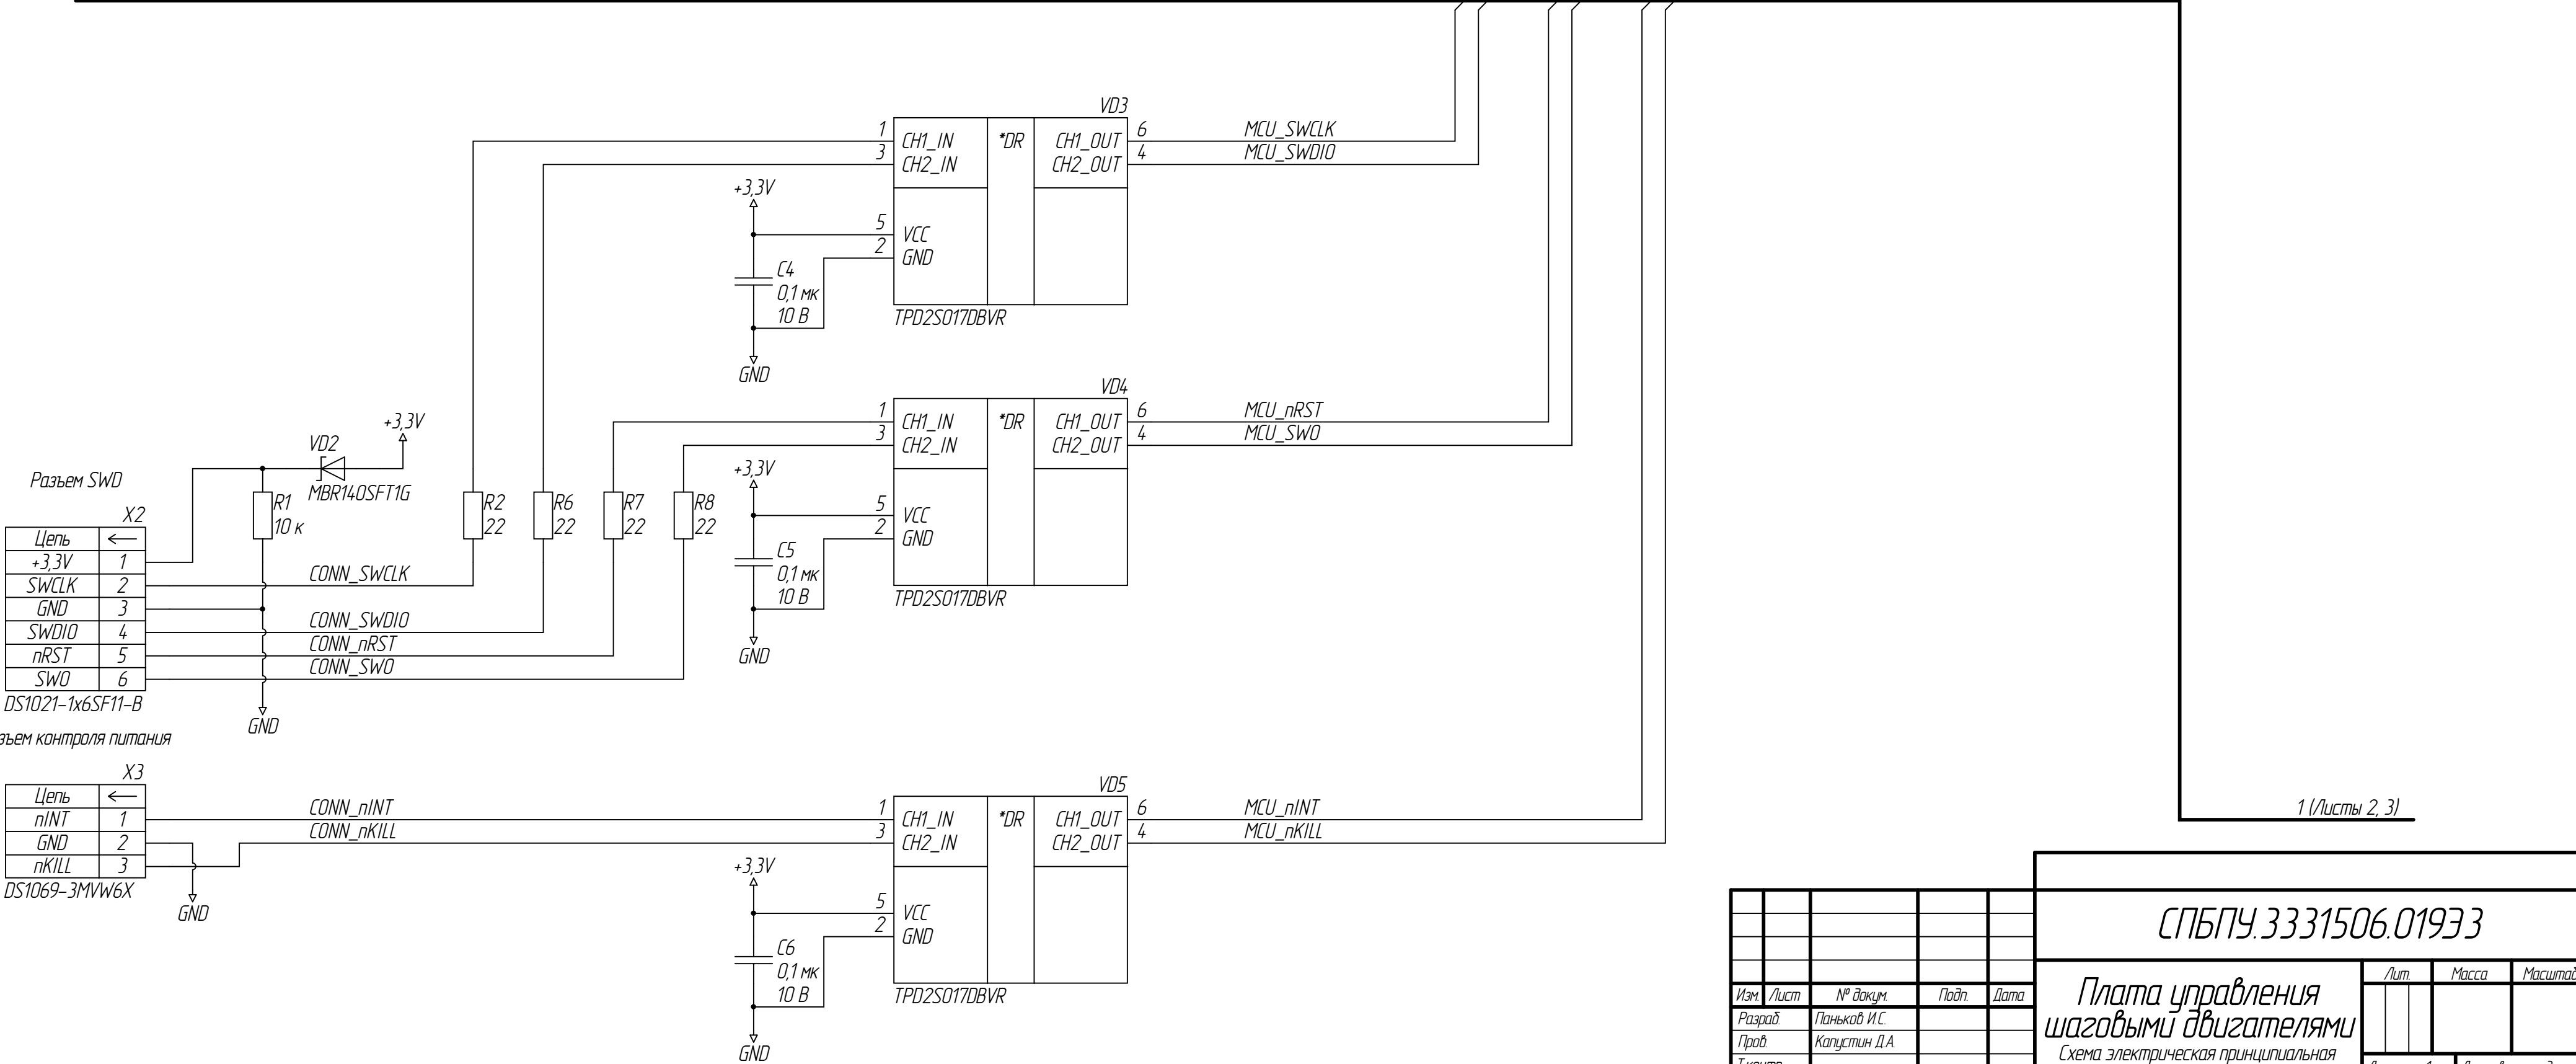 VD3
1 CH1_IN *DR CH1_OUT 6 MCU_SWCLK
3 CH2_IN CH2_OUT 4 MCU_SWDIO
+3,3V
5 VCC
2 GND
C4
0,1 мк
10 В
TPD2S017DBVR
GND
VD4
1 CH1_IN *DR CH1_OUT 6 MCU_nRST
3 CH2_IN CH2_OUT 4 MCU_SWO
+3,3V
5 VCC
2 GND
C5
0,1 мк
10 В
TPD2S017DBVR
GND
+3,3V
VD2
MBR140SFT1G
R1
10 к
R2
22
R6
22
R7
22
R8
22
Разъем SWD
X2
Цепь
+3,3V 1
SWCLK 2
GND 3
SWDIO 4
nRST 5
SWO 6
DS1021-1x6SF11-B
CONN_SWCLK
CONN_SWDIO
CONN_nRST
CONN_SWO
GND
контроля питания
X3
Цепь
nINT 1
GND 2
nKILL 3
DS1069-3MVW6X
GND
CONN_nINT
CONN_nKILL
VD5
1 CH1_IN *DR CH1_OUT 6 MCU_nINT
3 CH2_IN CH2_OUT 4 MCU_nKILL
+3,3V
5 VCC
2 GND
C6
0,1 мк
10 В
TPD2S017DBVR
GND
1 (Листы 2, 3)
СПБПУ.3331506.019ЭЗ
Изм. Лист № докум. Подп. Дата
Разраб. Паньков И.С.
Пров. Капустин Д.А.
Плата управления
шаговыми двигателями
Схема электрическая принципиальная
Лит. Масса